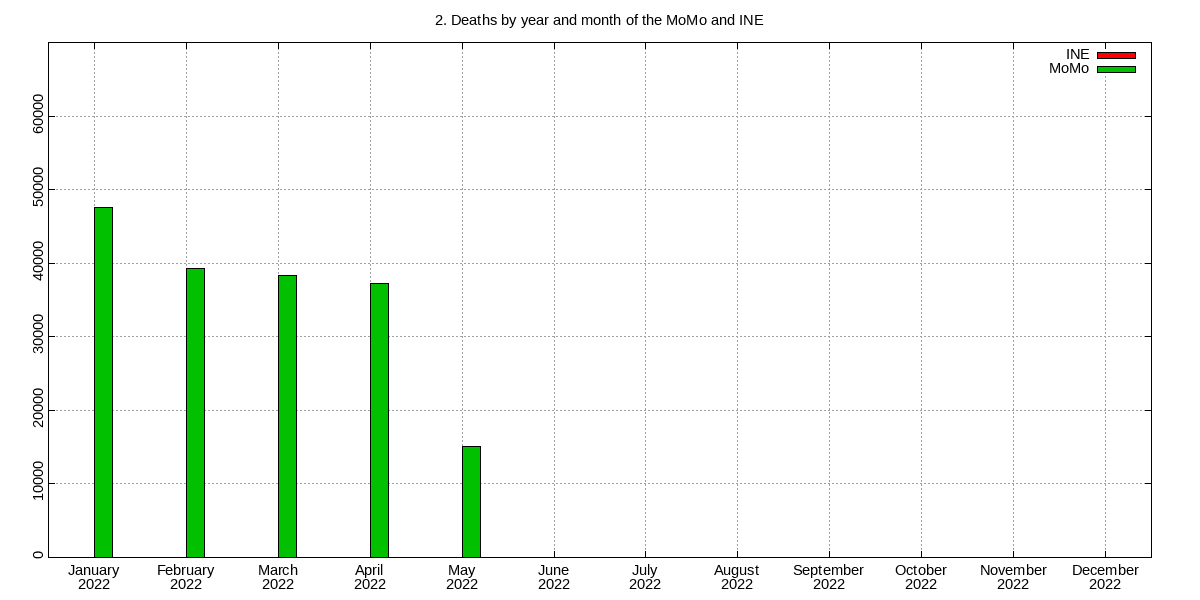 2. Deaths by year and month of the MoMo and INE
INE
MoMo
60000
50000
40000
30000
20000
10000
0
January February March April May June July August September October November December
2022 2022 2022 2022 2022 2022 2022 2022 2022 2022 2022 2022